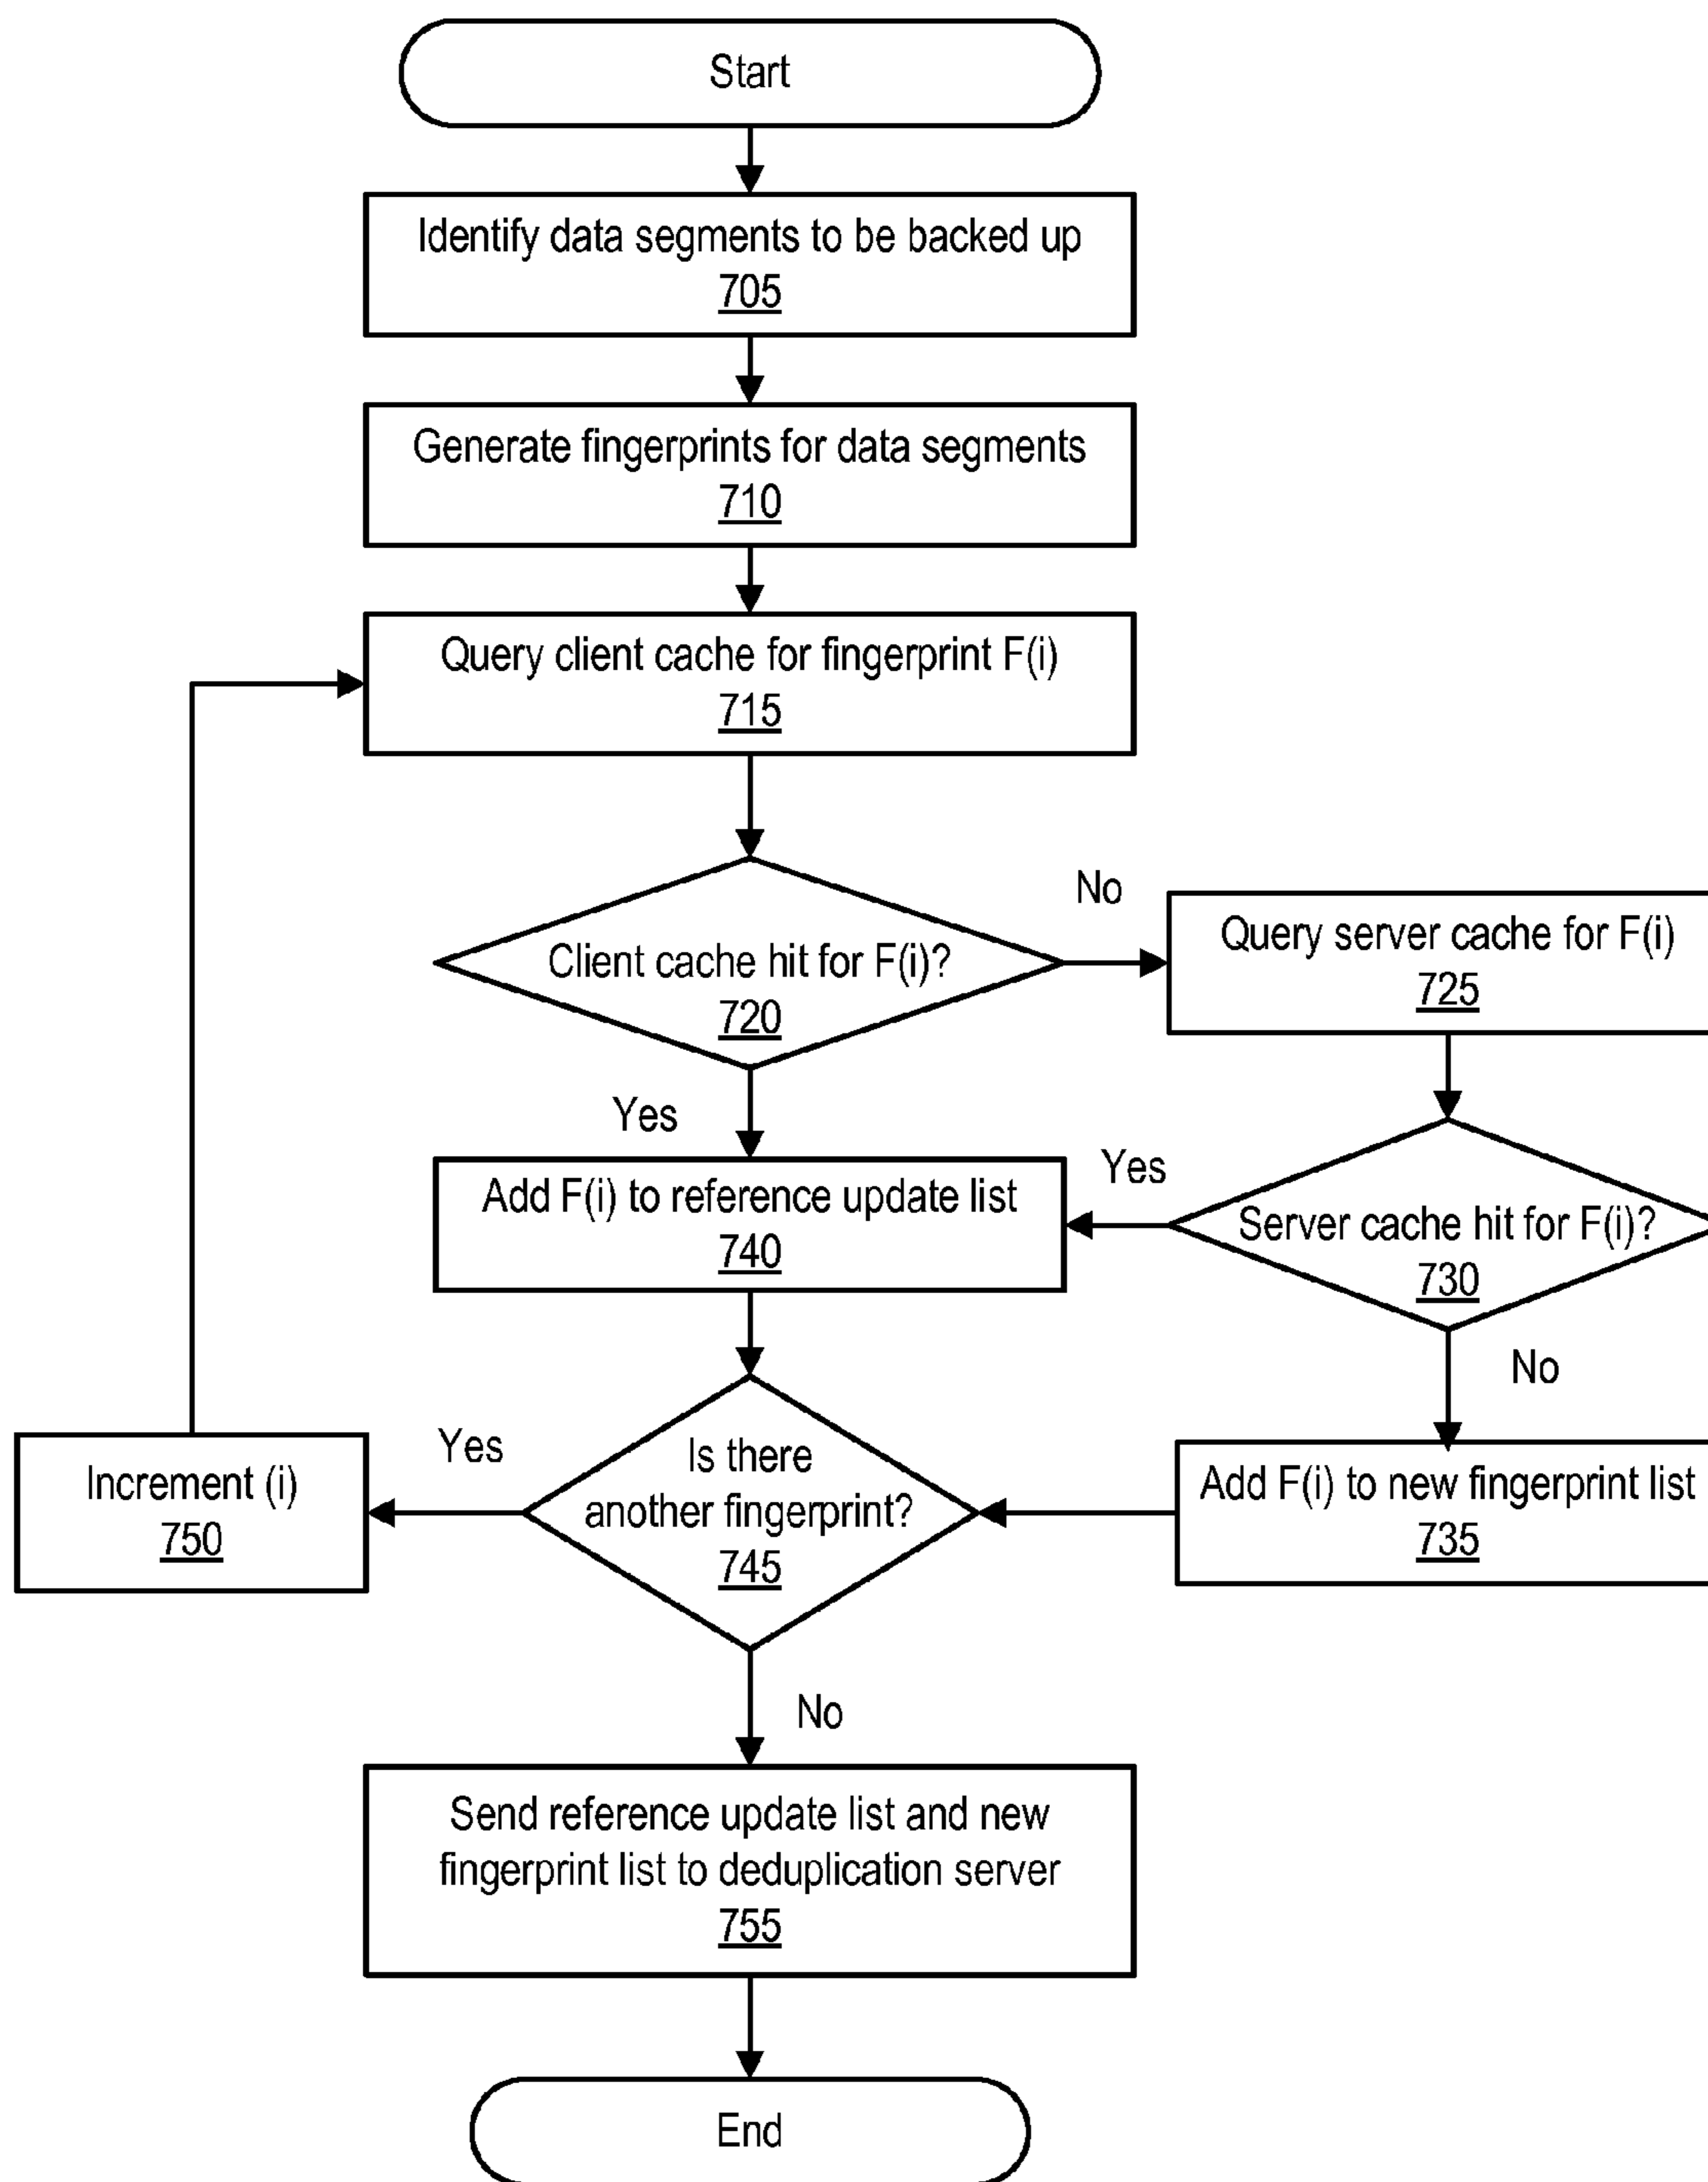 Start
Identify data segments to be backed up
705
Generate fingerprints for data segments
710
Query client cache for fingerprint F(i)
715
No
Client cache hit for F(i)?
720
Query server cache for F(i)
725
Yes
Add F(i) to reference update list
740
Yes
Server cache hit for F(i)?
730
No
Increment (i)
750
Yes
Is there
another fingerprint?
745
Add F(i) to new fingerprint list
735
No
Send reference update list and new
fingerprint list to deduplication server
755
End